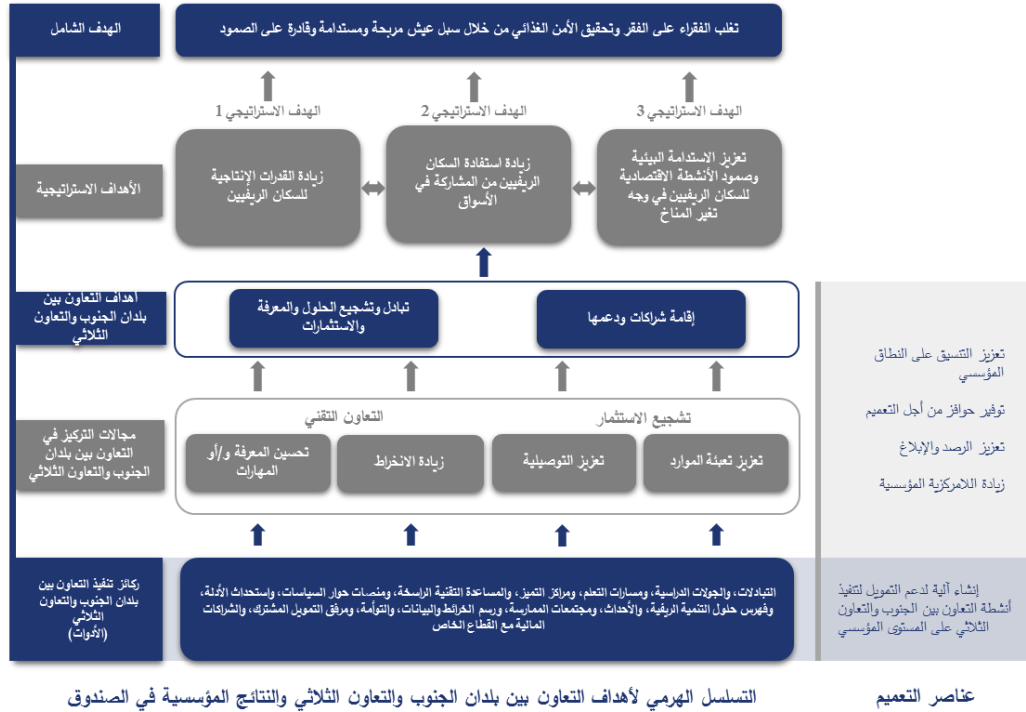 الهدف الشامل
تغلب الفقراء على الفقر وتحقيق الأمن الغذائي من خلال سبل عيش مربحة ومستدامة وقادرة على الصمود
الهدف الاستراتيجي 3
الهدف الاستراتيجي 2
الهدف الاستراتيجي 1
الأهداف الاستراتيجية
تعزيز الاستدامة البيئية
وصمود الأنشطة الاقتصادية
للسكان الريفيين في وجه
تغير المناخ
زيادة استفادة السكان
الريفيين من المشاركة في
الأسواق
زيادة القدرات الإنتاجية
للسكان الريفيين
أهداف التعاون بين
بلدان الجنوب والتعاون
الثلاثي
إقامة شراكات ودعمها
تبادل وتشجيع الحلول والمعرفة
والاستثمارات
مجالات التركيز في
التعاون بين بلدان
الجنوب والتعاون الثلاثي
تشجيع الاستثمار
التعاون التقني
تعزيز تعبئة الموارد
تعزيز التوصيلية
زيادة الانخراط
تحسين المعرفة و/أو
المهارات
ركائز تنفيذ التعاون بين
بلدان الجنوب والتعاون
الثلاثي
(الأدوات)
التبادلات، والجولات الدراسية، ومسارات التعلم، ومراكز التميز، والمساعدة التقنية الراسخة، ومنصات حوار السياسات، واستحداث الأدلة،
وفهرس حلول التنمية الريفية، والأحداث، ومجتمعات الممارسة، ورسم الخرائط والبيانات، والتوأمة، ومرفق التمويل المشترك، والشراكات
المالية مع القطاع الخاص
تعزيز التنسيق على النطاق
المؤسسي
توفير حوافز من أجل التعميم
تعزيز الرصد والإبلاغ
زيادة اللامركزية المؤسسية
إنشاء آلية لدعم التمويل لتنفيذ
أنشطة التعاون بين الجنوب والتعاون
الثلاثي على المستوى المؤسسي
عناصر التعميم
التسلسل الهرمي لأهداف التعاون بين بلدان الجنوب والتعاون الثلاثي والنتائج المؤسسية في الصندوق